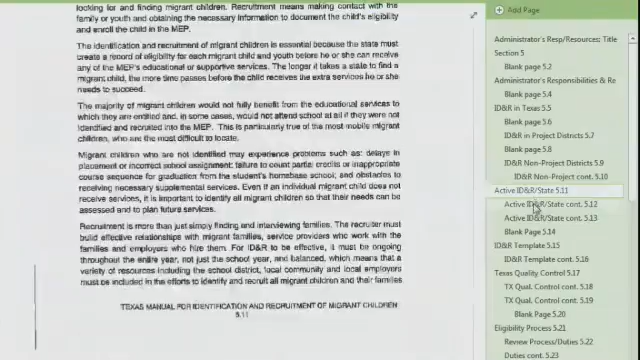 looking for and finding migrant children. Recruitment means making contact with the
family or youth and obtaining the necessary information to document the child's eligibility
and enroll the child in the MEP.
The identification and recruitment of migrant children is essential because the state must
create a record of eligibility for each migrant child and youth before he or she can receive
any of the MEP's educational or supportive services. The longer it takes a state to find a
migrant child, the more time passes before the child receives the extra services he or she
needs to succeed.
The majority of migrant children would not fully benefit from the educational services to
which they are entitled and, in some cases, would not attend school at all if they were not
identified and recruited into the MEP. This is particularly true of the most mobile migrant
children, who are the most difficult to locate.
Migrant children who are not identified may experience problems such as: delays in
placement or incorrect school assignment; failure to count partial credits or inappropriate
course sequence for graduation from the student's homebase school; and obstacles to
receiving necessary supplemental services. Even if an individual migrant child does not
receive services, it is important to identify all migrant children so that their needs can be
assessed and to plan future services.
Recruitment is more than just simply finding and interviewing families. The recruiter must
build effective relationships with migrant families, service providers who work with the
families and employers who hire them. For ID&R to be effective, it must be ongoing
throughout the entire year, not just the school year, and balanced, which means that a
variety of resources including the school district, local community and local employers
must be included in the efforts to identify and recruit all migrant children and their families
TEXAS MANUAL FOR IDENTIFICATION AND RECRUITMENT OF MIGRANT CHILDREN
5.11
Add Page
Administrator's Resp/Resources: Title
Section 5
Blank page 5.2
Administrator's Responsibilities & Re
Blank page 5.4
ID&R in Texas 5.5
Blank page 5.6
ID&R in Project Districts 5.7
Blank page 5.8
ID&R Non-Project Districts 5.9
ID&R Non-Project cont. 5.10
Active ID&R/State 5.11
Active ID&R/State cont. 5.12
Active ID&R/State cont. 5.13
Blank Page 5.14
ID&R Template 5.15
ID&R Template cont. 5.16
Texas Quality Control 5.17
TX Qual. Control cont. 5.18
TX Qual. Control cont. 5.19
Blank Page 5.20
Eligibility Process 5.21
Review Process/Duties 5.22
Duties cont. 5.23